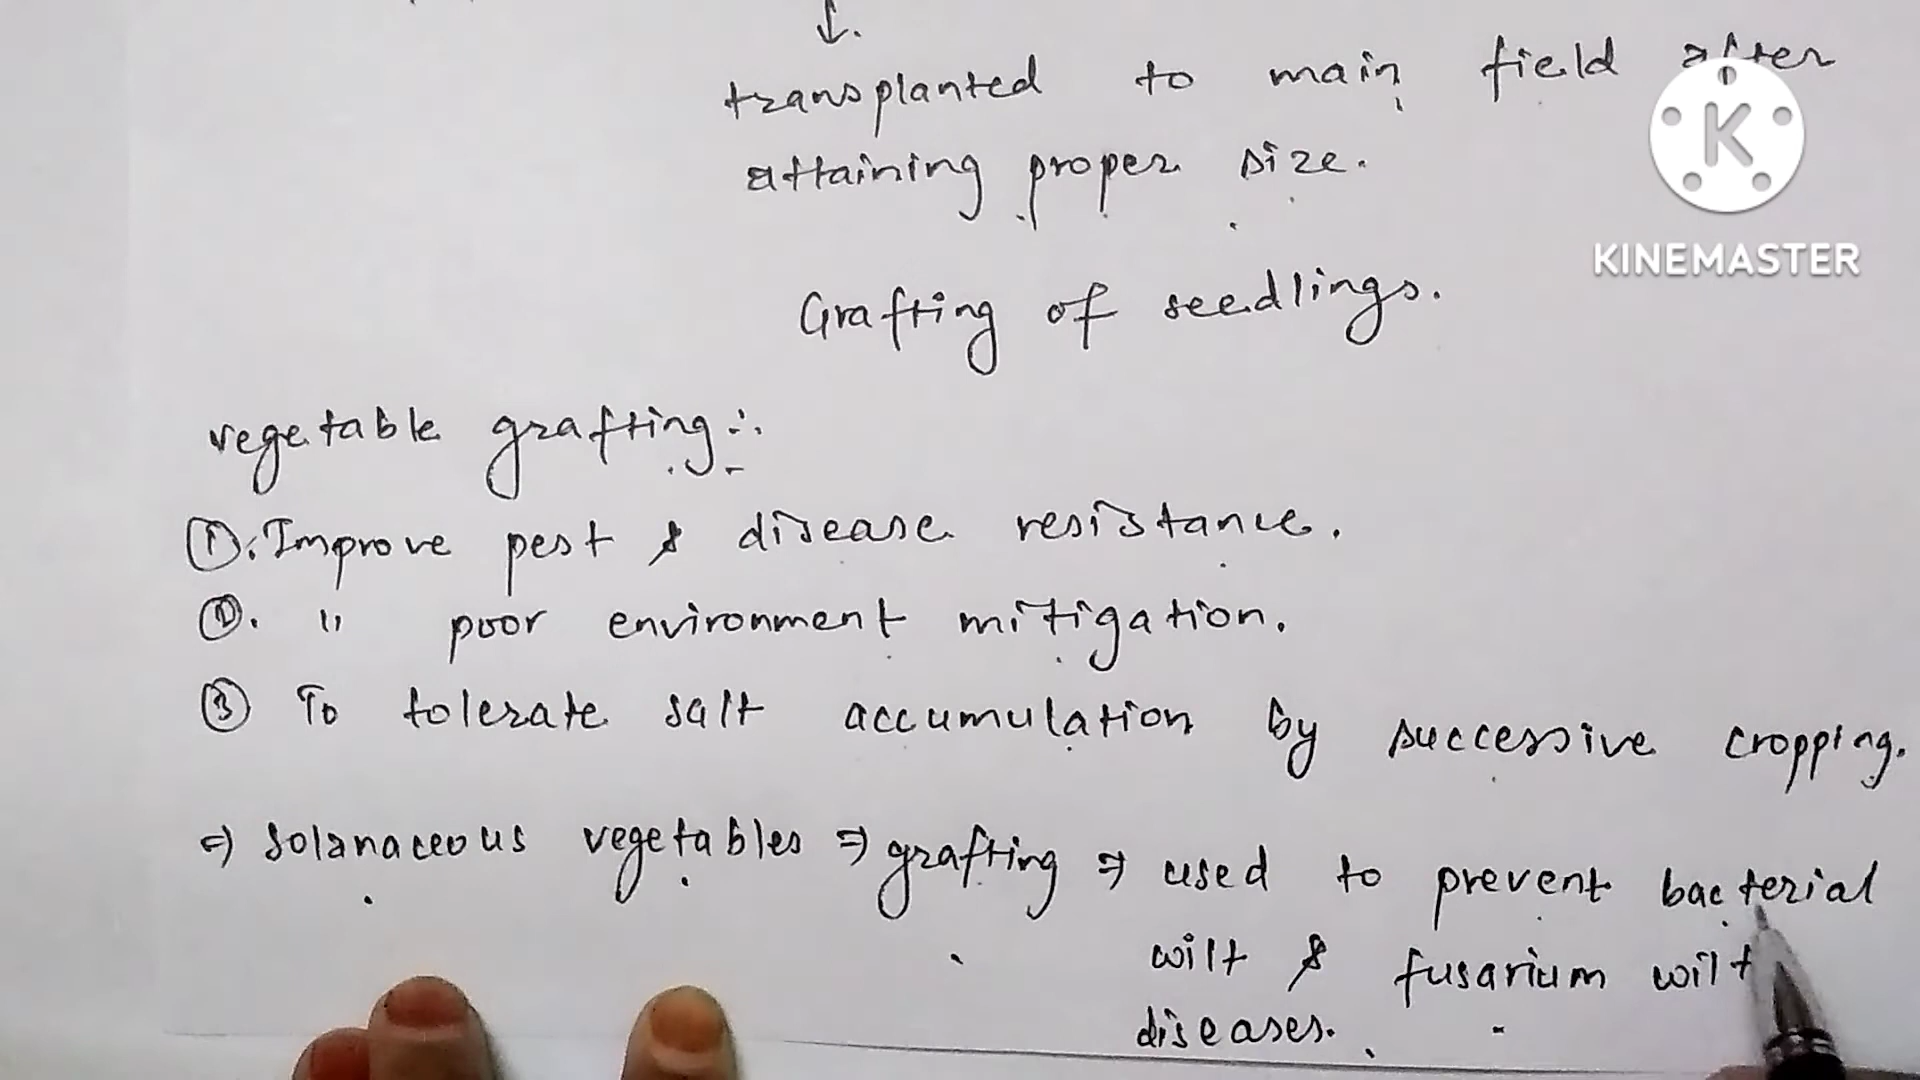 ↓.
transplanted to main field after
attaining proper size.
Grafting of seedlings.
vegetable grafting:-
①. Improve pest & disease resistance.
②. " poor environment mitigation.
③ To tolerate salt accumulation by successive cropping.
⇒ solanaceous vegetables ⇒ grafting ⇒ used to prevent bacterial
wilt & fusarium wilt
diseases.
K
KINEMASTER